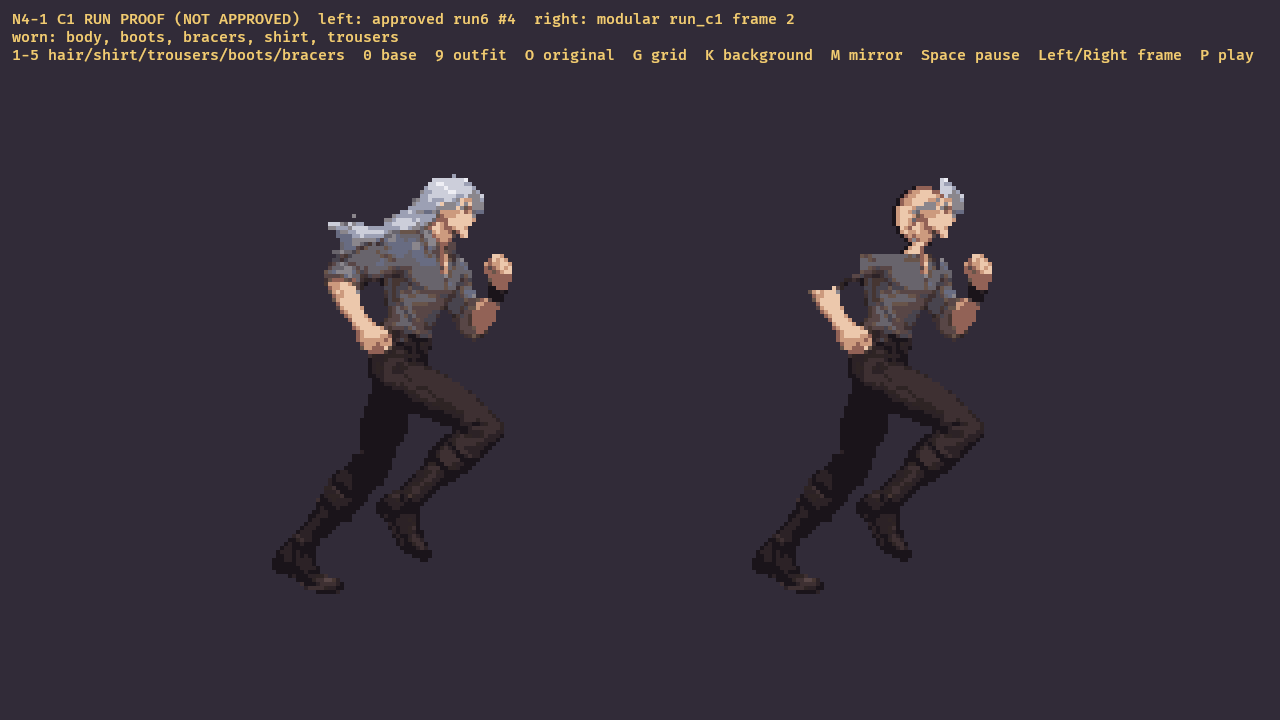 N4-1 C1 RUN PROOF (NOT APPROVED)  left: approved run6 #4  right: modular run_c1 frame 2
worn: body, boots, bracers, shirt, trousers
1-5 hair/shirt/trousers/boots/bracers  0 base  9 outfit  O original  G grid  K background  M mirror  Space pause  Left/Right frame  P play